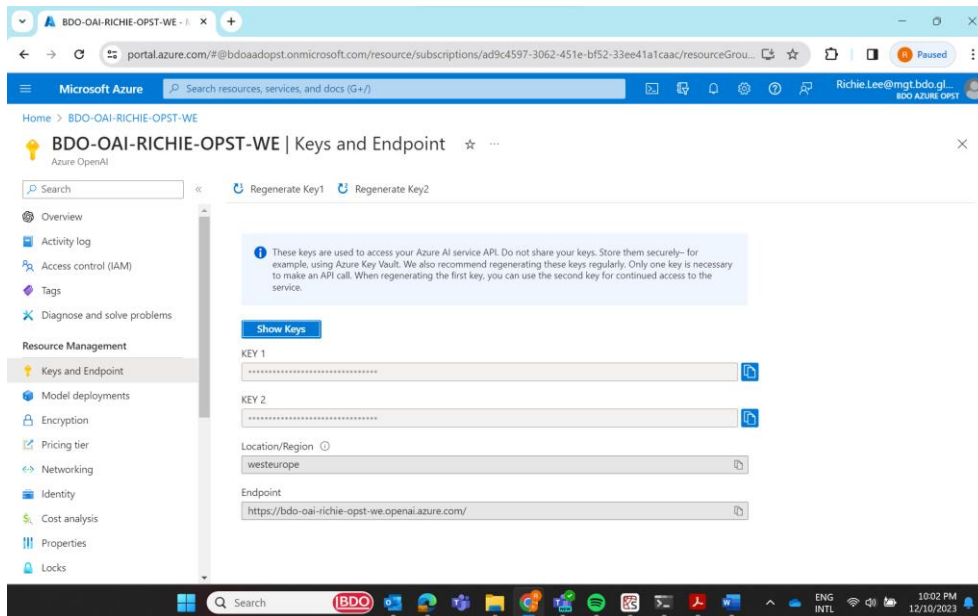 BDO-OAI-RICHIE-OPST-WE -
portal.azure.com/#@bdoaadopst.onmicrosoft.com/resource/subscriptions/ad9c4597-3062-451e-bf52-33ee41a1caac/resourceGrou...
R Paused
Microsoft Azure
Search resources, services, and docs (G+/)
Richie.Lee@mgt.bdo.gl...
BDO AZURE OPST
Home > BDO-OAI-RICHIE-OPST-WE
BDO-OAI-RICHIE-OPST-WE | Keys and Endpoint
Azure OpenAI
Search
Regenerate Key1 Regenerate Key2
Overview
Activity log
Access control (IAM)
Tags
Diagnose and solve problems
Resource Management
Keys and Endpoint
Model deployments
Encryption
Pricing tier
Networking
Identity
Cost analysis
Properties
Locks
These keys are used to access your Azure AI service API. Do not share your keys. Store them securely– for
example, using Azure Key Vault. We also recommend regenerating these keys regularly. Only one key is necessary
to make an API call. When regenerating the first key, you can use the second key for continued access to the
service.
Show Keys
KEY 1
KEY 2
Location/Region
westeurope
Endpoint
https://bdo-oai-richie-opst-we.openai.azure.com/
Search
BDO
ENG
INTL
10:02 PM
12/10/2023